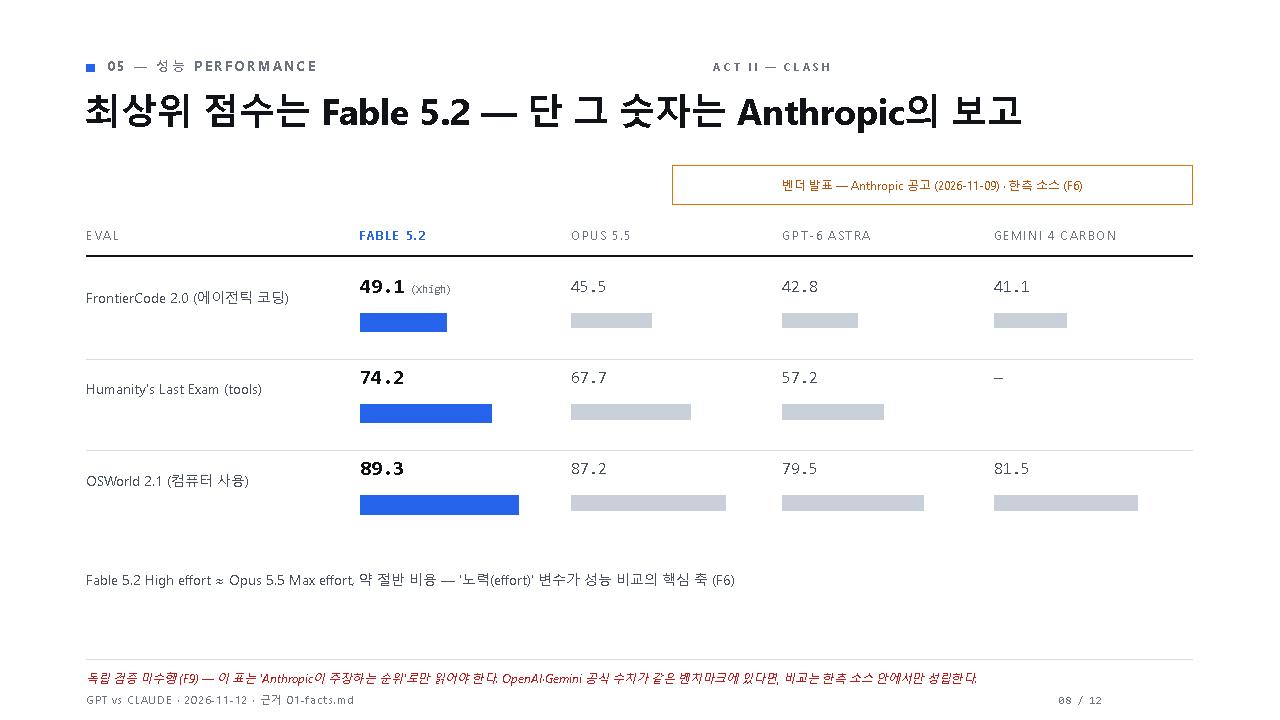 05 — 성능 PERFORMANCE
ACT II — CLASH
최상위 점수는 Fable 5.2 — 단 그 숫자는 Anthropic의 보고
벤더 발표 — Anthropic 공고 (2026-11-09) · 한측 소스 (F6)
EVAL FABLE 5.2 OPUS 5.5 GPT-6 ASTRA GEMINI 4 CARBON
FrontierCode 2.0 (에이전틱 코딩) 49.1 (Xhigh) 45.5 42.8 41.1
Humanity's Last Exam (tools) 74.2 67.7 57.2 —
OSWorld 2.1 (컴퓨터 사용) 89.3 87.2 79.5 81.5
Fable 5.2 High effort ≈ Opus 5.5 Max effort, 약 절반 비용 — '노력(effort)' 변수가 성능 비교의 핵심 축 (F6)
독립 검증 미수행(F9) — 이 표는 'Anthropic이 주장하는 순위'로만 읽어야 한다. OpenAI·Gemini 공식 수치가 같은 벤치마크에 있다면, 비교는 한측 소스 안에서만 성립한다.
GPT vs CLAUDE · 2026-11-12 · 근거 01-facts.md
08 / 12